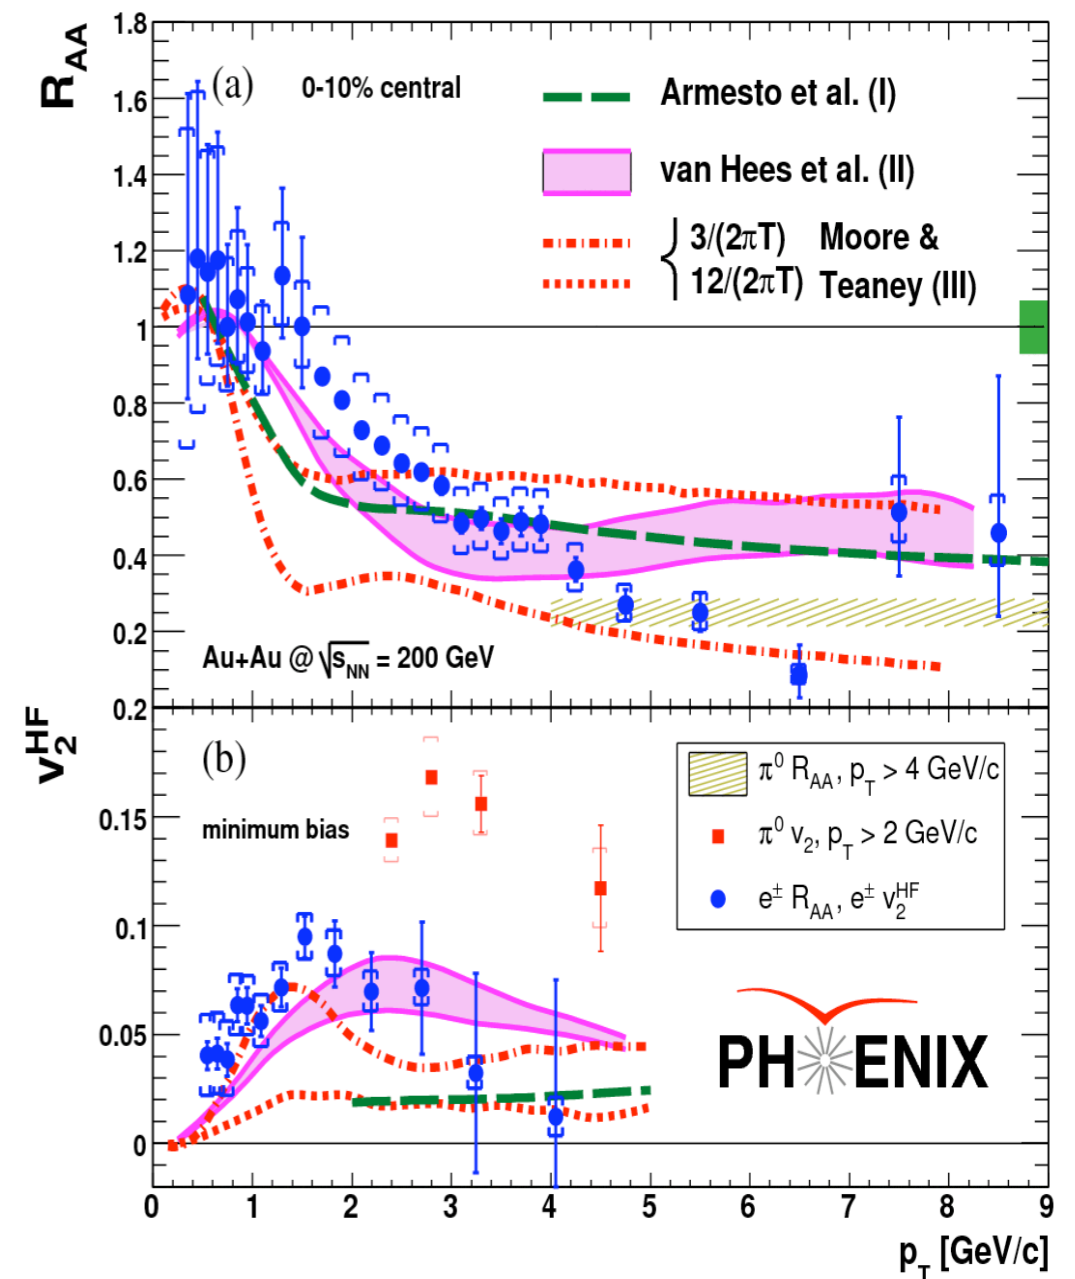 R_AA
1.8
1.6
1.4
1.2
1
0.8
0.6
0.4
0.2
(a)
0-10% central
Armesto et al. (I)
van Hees et al. (II)
3/(2πT) Moore &
12/(2πT) Teaney (III)
Au+Au @ √s_NN = 200 GeV
v_2^HF
0.2
0.15
0.1
0.05
0
(b)
minimum bias
π^0 R_AA, p_T > 4 GeV/c
π^0 v_2, p_T > 2 GeV/c
e^± R_AA, e^± v_2^HF
PHENIX
0 1 2 3 4 5 6 7 8 9
p_T [GeV/c]